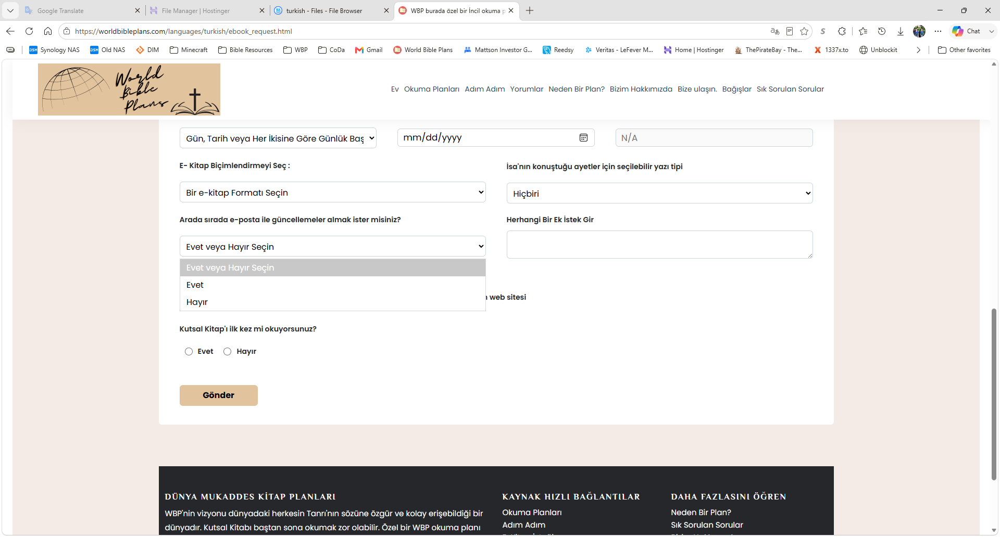 Google Translate
File Manager | Hostinger
turkish - Files - File Browser
WBP burada özel bir İncil okuma p
https://worldbibleplans.com/languages/turkish/ebook_request.html
Chat
Synology NAS
Old NAS
DIM
Minecraft
Bible Resources
WBP
CoDa
Gmail
World Bible Plans
Mattson Investor G...
Reedsy
Veritas - LeFever M...
Home | Hostinger
ThePirateBay - The...
1337x.to
Unblockit
Other favorites
World
Bible
Plans
Ev Okuma Planları Adım Adım Yorumlar Neden Bir Plan? Bizim Hakkımızda Bize ulaşın. Bağışlar Sık Sorulan Sorular
Gün, Tarih veya Her İkisine Göre Günlük Baş
mm/dd/yyyy
N/A
E- Kitap Biçimlendirmeyi Seç :
İsa'nın konuştuğu ayetler için seçilebilir yazı tipi
Bir e-kitap Formatı Seçin
Hiçbiri
Arada sırada e-posta ile güncellemeler almak ister misiniz?
Herhangi Bir Ek İstek Gir
Evet veya Hayır Seçin
Evet veya Hayır Seçin
Evet
Hayır
web sitesi
Kutsal Kitap'ı ilk kez mi okuyorsunuz?
Evet
Hayır
Gönder
DÜNYA MUKADDES KİTAP PLANLARI
WBP'nin vizyonu dünyadaki herkesin Tanrı'nın sözüne özgür ve kolay erişebildiği bir
dünyadır. Kutsal Kitabı baştan sona okumak zor olabilir. Özel bir WBP okuma planı
KAYNAK HIZLI BAĞLANTILAR
Okuma Planları
Adım Adım
DAHA FAZLASINI ÖĞREN
Neden Bir Plan?
Sık Sorulan Sorular